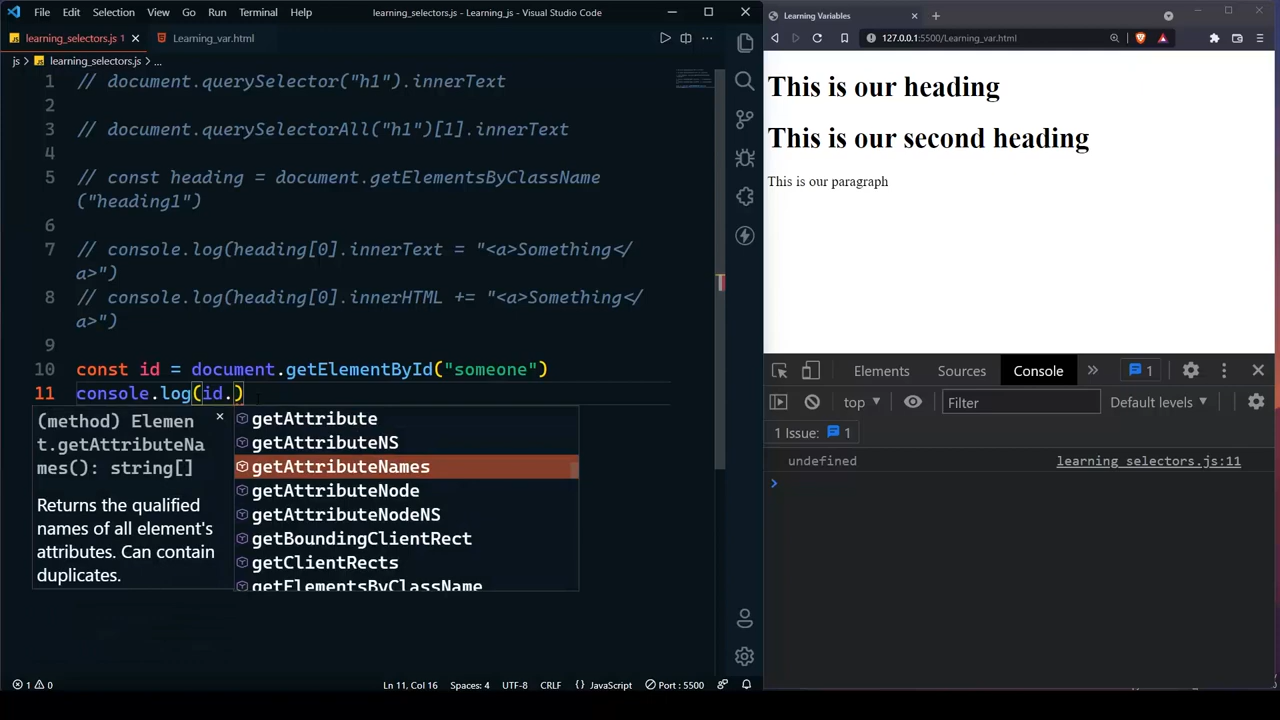 File Edit Selection View Go Run Terminal Help learning_selectors.js - Learning_js - Visual Studio Code
learning_selectors.js 1 Learning_var.html
js > learning_selectors.js > ...
1 // document.querySelector("h1").innerText
2
3 // document.querySelectorAll("h1")[1].innerText
4
5 // const heading = document.getElementsByClassName
("heading1")
6
7 // console.log(heading[0].innerText = "<a>Something</
a>")
8 // console.log(heading[0].innerHTML += "<a>Something</
a>")
9
10 const id = document.getElementById("someone")
11 console.log(id.)
(method) Elemen
t.getAttributeNa
mes(): string[]
Returns the qualified
names of all element's
attributes. Can contain
duplicates.
getAttribute
getAttributeNS
getAttributeNames
getAttributeNode
getAttributeNodeNS
getBoundingClientRect
getClientRects
getElementsByClassName
1 0 Ln 11, Col 16 Spaces: 4 UTF-8 CRLF {} JavaScript Port : 5500
Learning Variables
127.0.0.1:5500/Learning_var.html
This is our heading
This is our second heading
This is our paragraph
Elements Sources Console 1
top Filter Default levels
1 Issue: 1
undefined learning_selectors.js:11